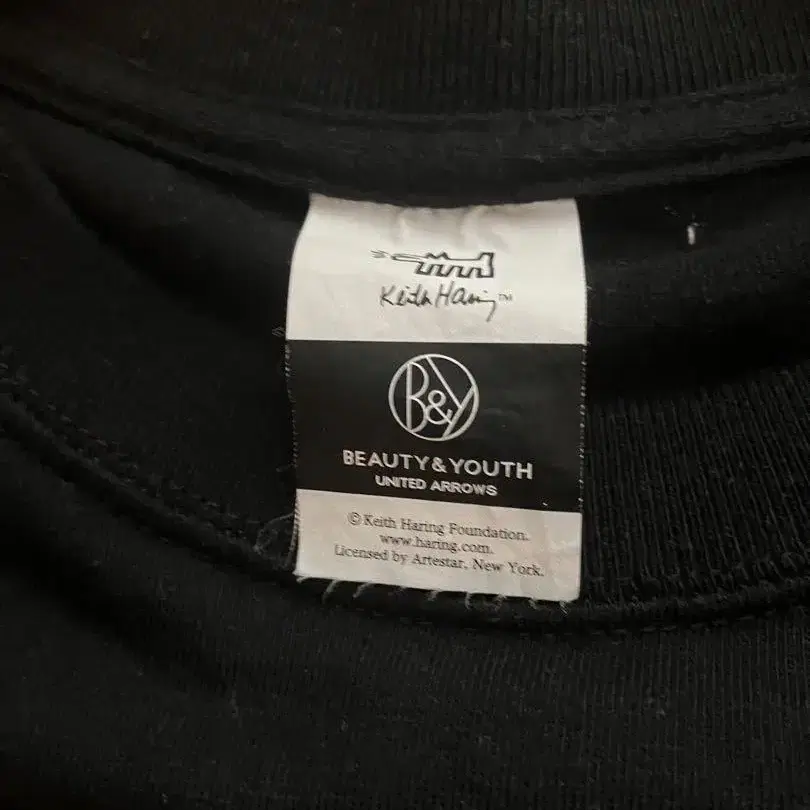 Keith Haring™
B&Y
BEAUTY & YOUTH
UNITED ARROWS
© Keith Haring Foundation.
www.haring.com.
Licensed by Artestar, New York.